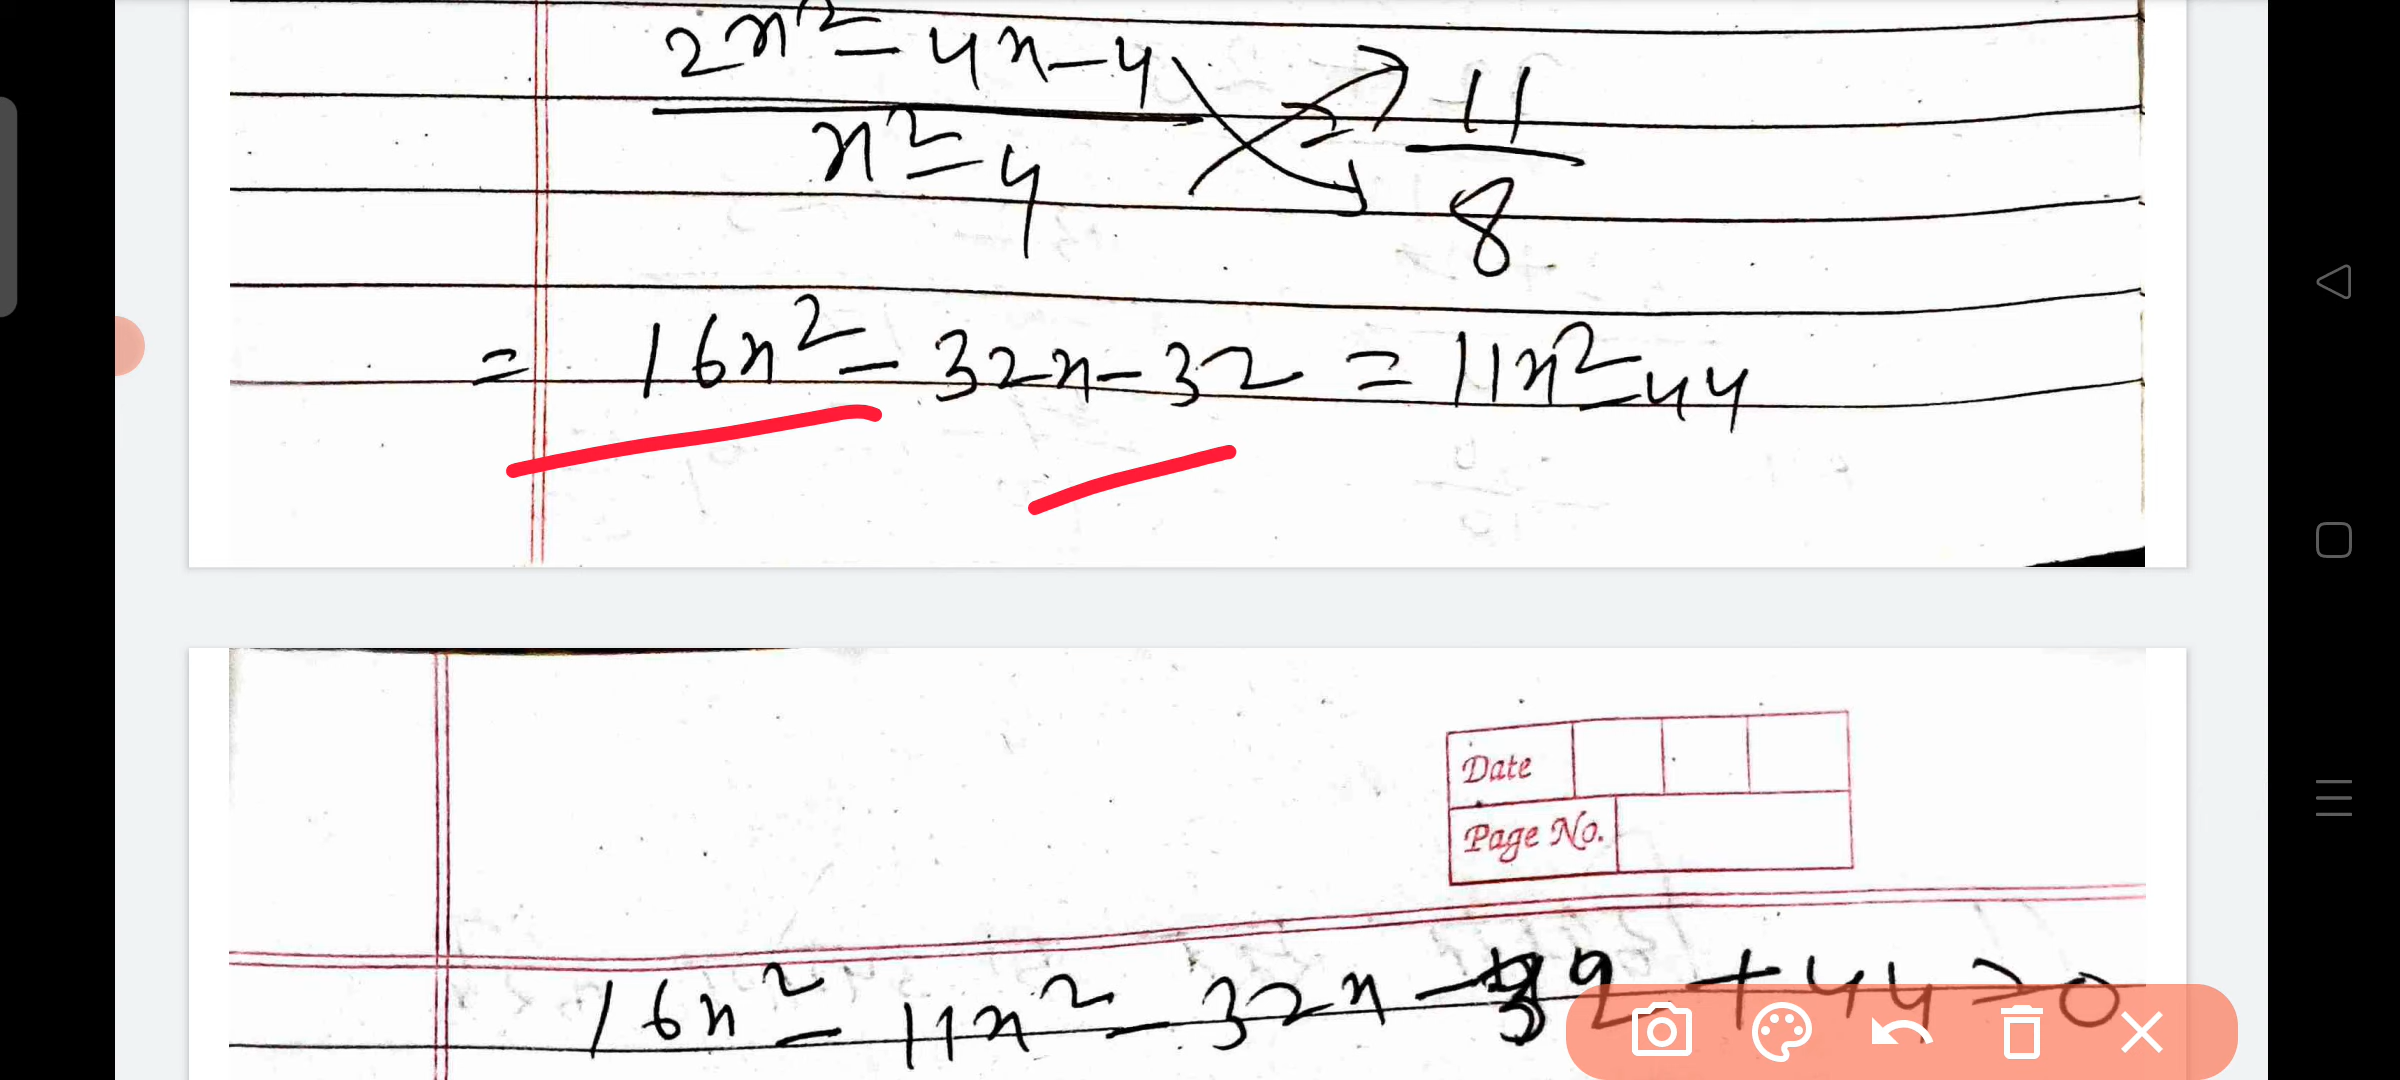 2x² - 4x - 4 / x² - 4 = 11 / 8
= 16x² - 32x - 32 = 11x² - 44
Date
Page No.
16x² - 11x² - 32x - 32 + 44 = 0